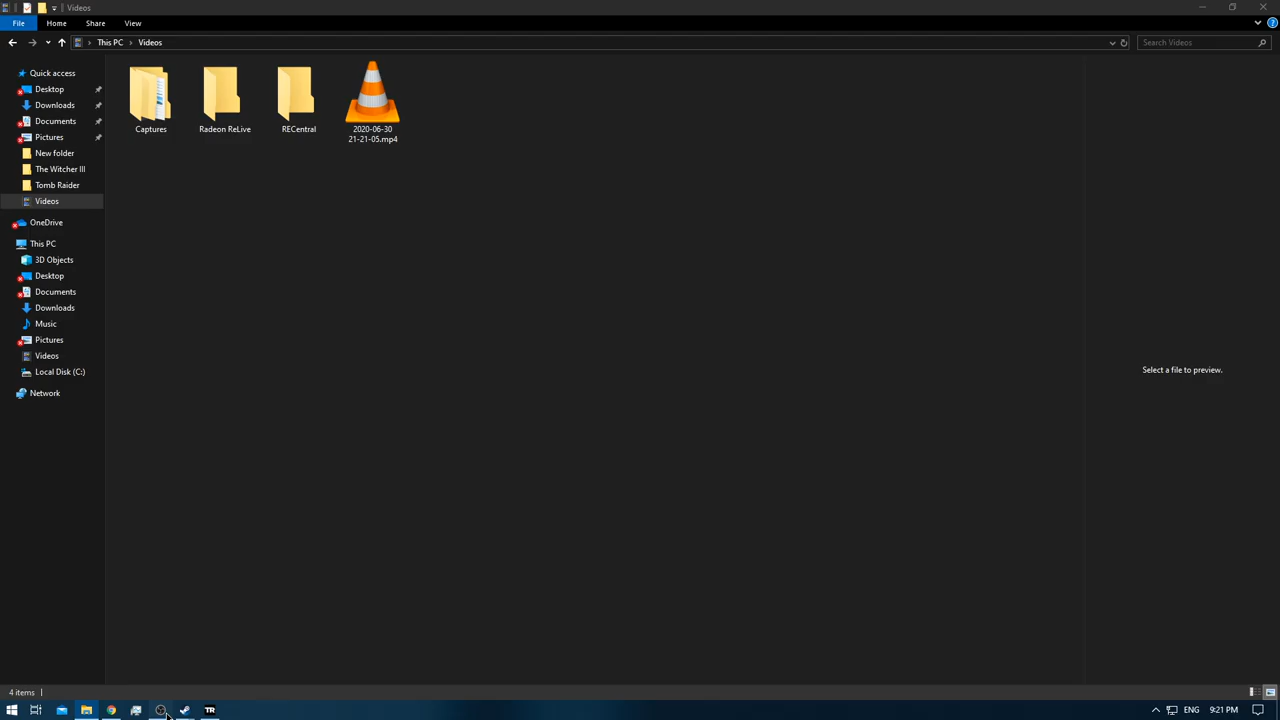 Videos
File Home Share View
This PC Videos Search Videos
Quick access
Desktop
Downloads
Documents
Pictures
New folder
The Witcher III
Tomb Raider
Videos
OneDrive
This PC
3D Objects
Desktop
Documents
Downloads
Music
Pictures
Videos
Local Disk (C:)
Network
Captures
Radeon ReLive
RECentral
2020-06-30
21-21-05.mp4
Select a file to preview.
4 items
TR
ENG 9:21 PM